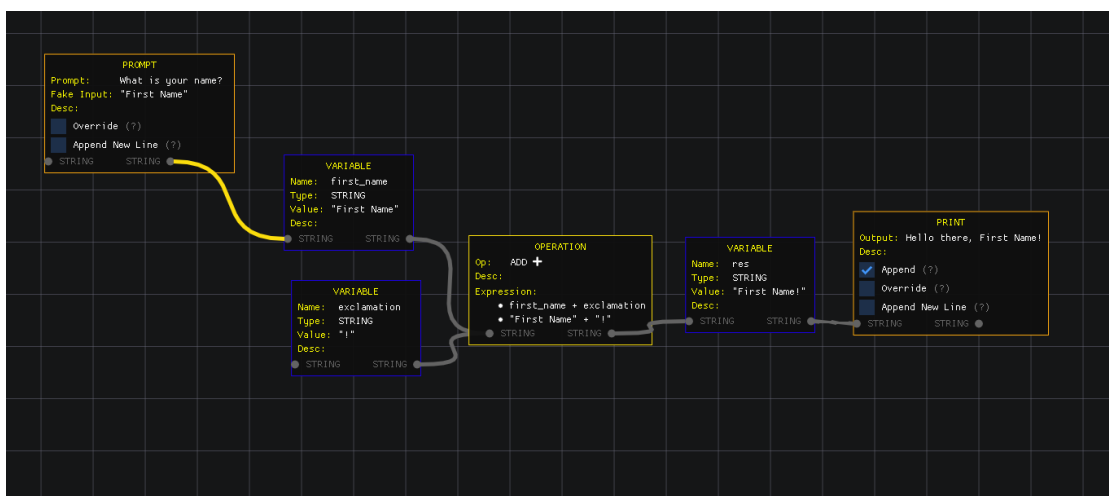 PROMPT
Prompt: What is your name?
Fake Input: "First Name"
Desc:
Override (?)
Append New Line (?)
STRING STRING
VARIABLE
Name: first_name
Type: STRING
Value: "First Name"
Desc:
STRING STRING
VARIABLE
Name: exclamation
Type: STRING
Value: "!"
Desc:
STRING STRING
OPERATION
Op: ADD
Desc:
Expression:
first_name + exclamation
"First Name" + "!"
STRING STRING
VARIABLE
Name: res
Type: STRING
Value: "First Name!"
Desc:
STRING STRING
PRINT
Output: Hello there, First Name!
Desc:
Append (?)
Override (?)
Append New Line (?)
STRING STRING